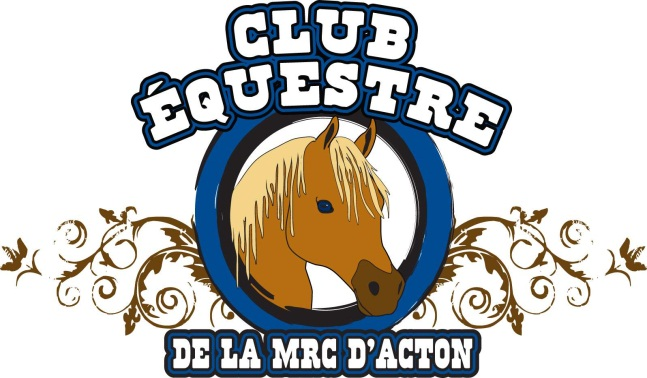 CLUB
ÉQUESTRE
DE LA MRC D'ACTON